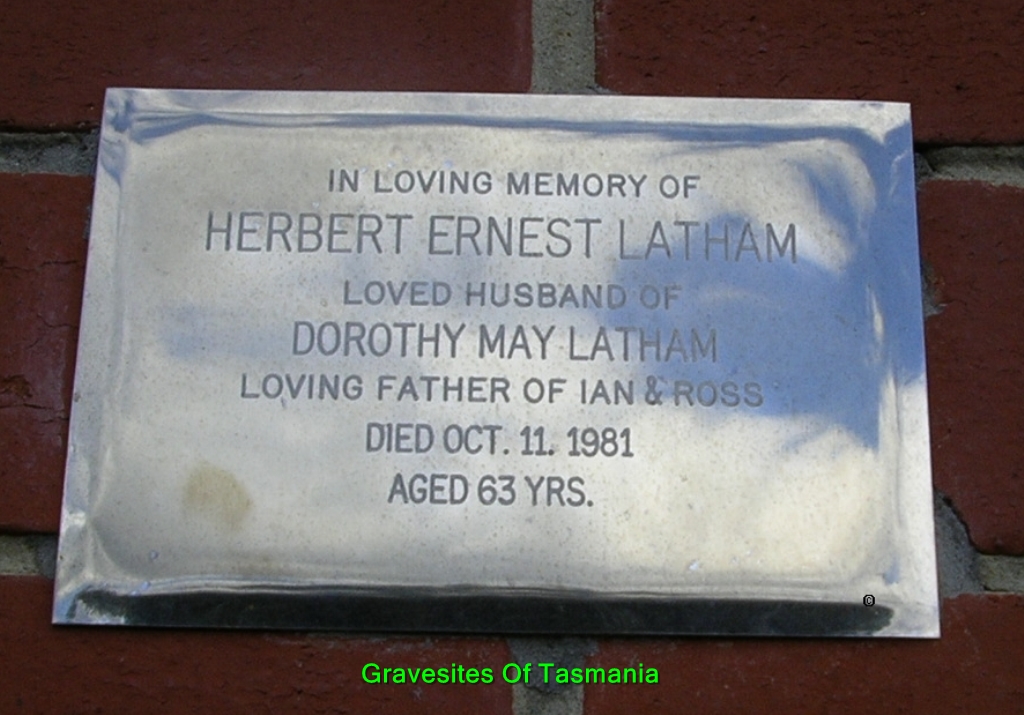 IN LOVING MEMORY OF
HERBERT ERNEST LATHAM
LOVED HUSBAND OF
DOROTHY MAY LATHAM
LOVING FATHER OF IAN & ROSS
DIED OCT. 11. 1981
AGED 63 YRS.
©
Gravesites Of Tasmania